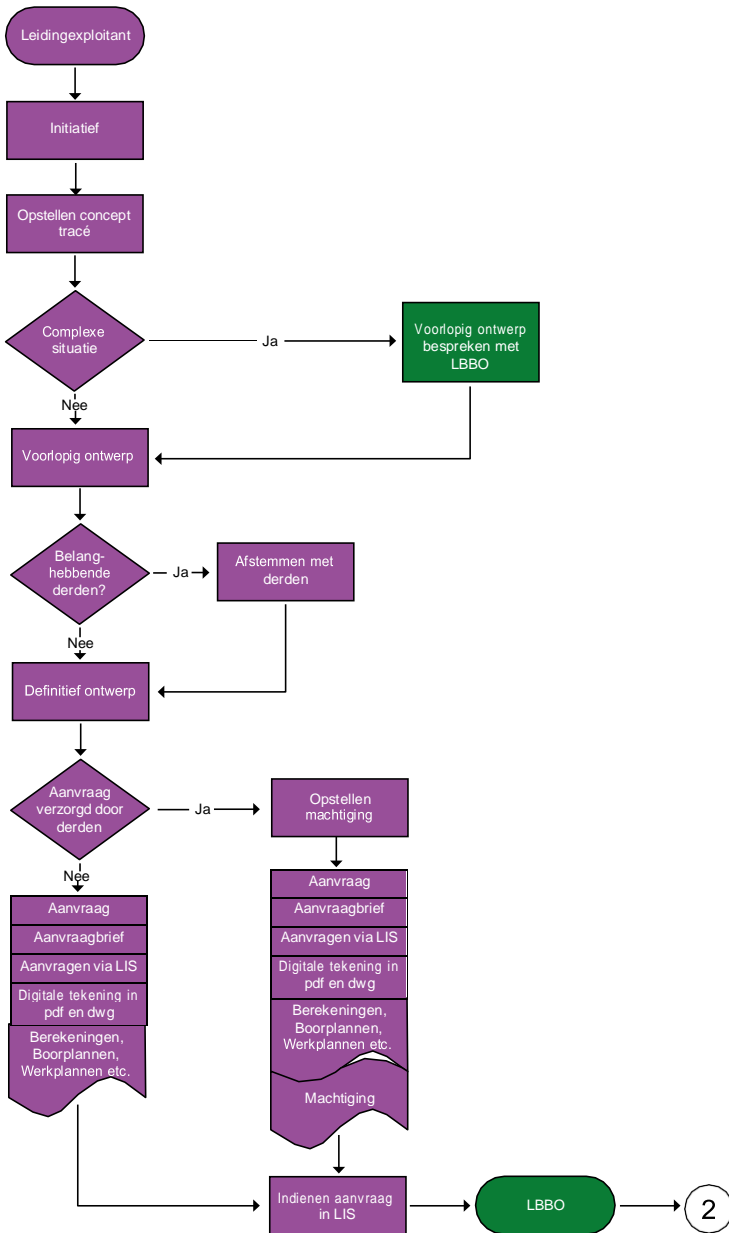 Leidingexploitant
Initiatief
Opstellen concept
tracé
Complexe
situatie
Ja
Voorlopig ontwerp
bespreken met
LBBO
Nee
Voorlopig ontwerp
Belang-
hebbende
derden?
Ja
Afstemmen met
derden
Nee
Definitief ontwerp
Aanvraag
verzorgd door
derden
Ja
Opstellen
machtiging
Nee
Aanvraag
Aanvraagbrief
Aanvragen via LIS
Digitale tekening in
pdf en dwg
Berekeningen,
Boorplannen,
Werkplannen etc.
Aanvraag
Aanvraagbrief
Aanvragen via LIS
Digitale tekening in
pdf en dwg
Berekeningen,
Boorplannen,
Werkplannen etc.
Machtiging
Indienen aanvraag
in LIS
LBBO
2